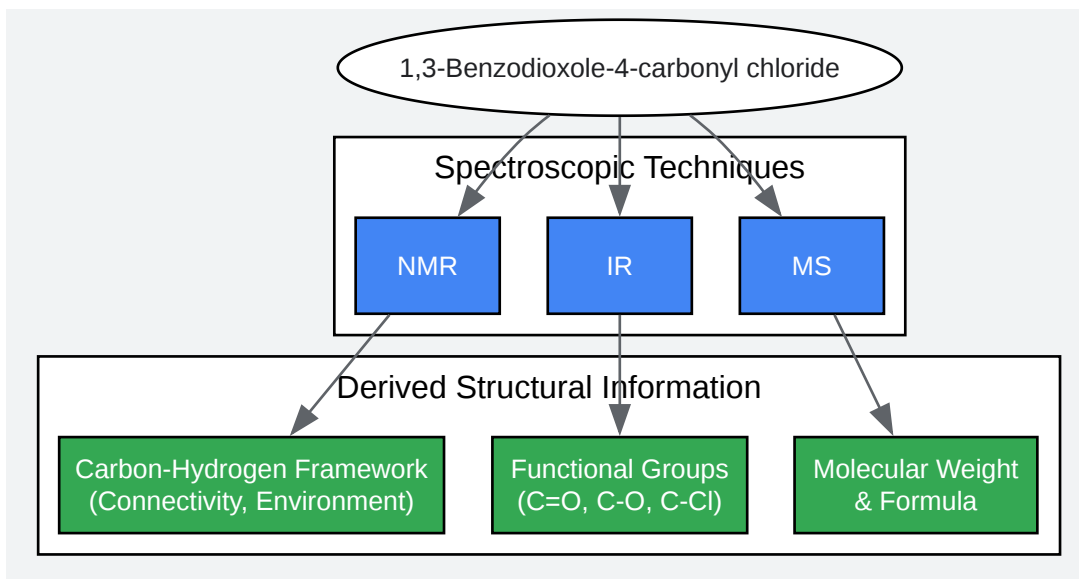 1,3-Benzodioxole-4-carbonyl chloride
Spectroscopic Techniques
NMR
IR
MS
Derived Structural Information
Carbon-Hydrogen Framework
(Connectivity, Environment)
Functional Groups
(C=O, C-O, C-Cl)
Molecular Weight
& Formula